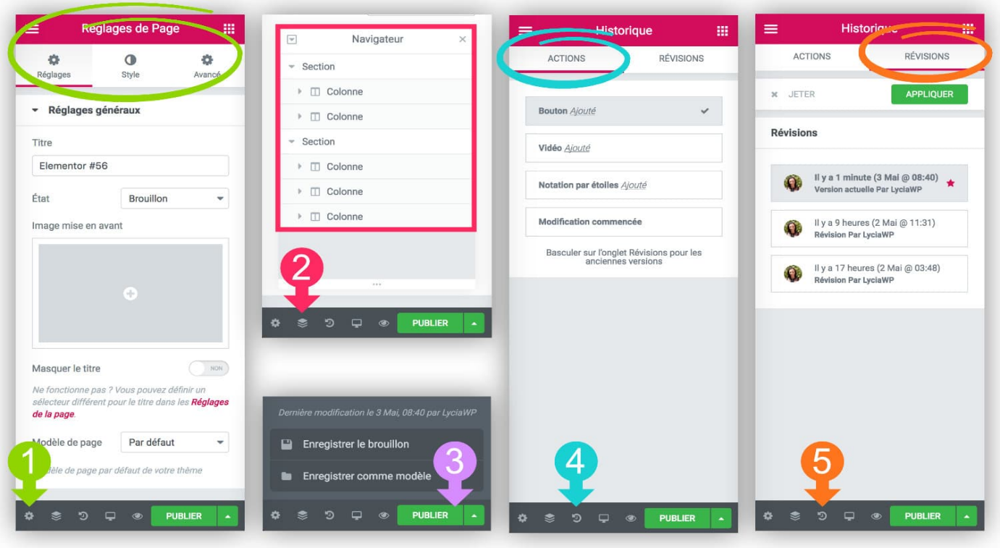 Réglages de Page
Réglages
Style
Avancé
Réglages généraux
Titre
Elementor #56
État
Brouillon
Image mise en avant
Masquer le titre
NON
Ne fonctionne pas ? Vous pouvez définir un
sélecteur différent pour le titre dans les Réglages
de la page.
Modèle de page
Par défaut
dèle de page par défaut de votre thème
1
PUBLIER
Navigateur
Section
Colonne
Colonne
Section
Colonne
Colonne
Colonne
2
PUBLIER
Dernière modification le 3 Mai, 08:40 par LyciaWP
Enregistrer le brouillon
Enregistrer comme modèle
3
PUBLIER
Historique
ACTIONS
RÉVISIONS
Bouton Ajouté
Vidéo Ajouté
Notation par étoiles Ajouté
Modification commencée
Basculer sur l'onglet Révisions pour les
anciennes versions
4
PUBLIER
Historique
ACTIONS
RÉVISIONS
JETER
APPLIQUER
Révisions
Il y a 1 minute (3 Mai @ 08:40)
Version actuelle Par LyciaWP
Il y a 9 heures (2 Mai @ 11:31)
Révision Par LyciaWP
Il y a 17 heures (2 Mai @ 03:48)
Révision Par LyciaWP
5
PUBLIER